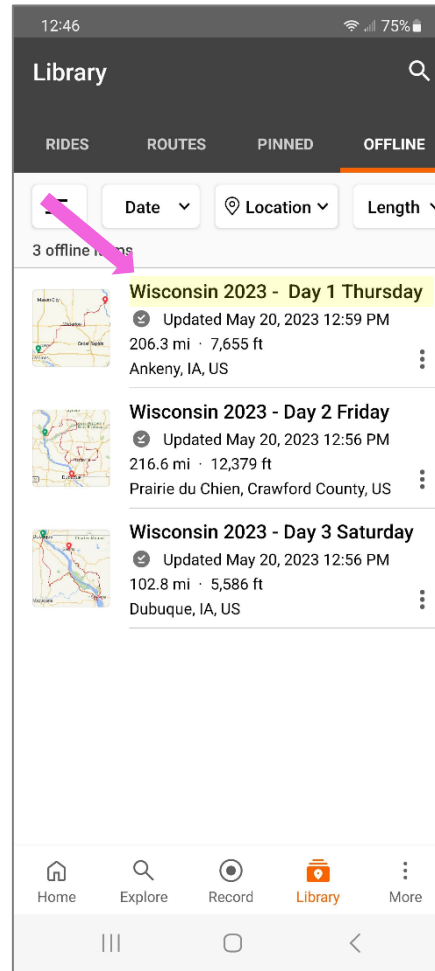 12:46 75%
Library
RIDES ROUTES PINNED OFFLINE
Date Location Length
3 offline
Wisconsin 2023 - Day 1 Thursday
Updated May 20, 2023 12:59 PM
206.3 mi · 7,655 ft
Ankeny, IA, US
Wisconsin 2023 - Day 2 Friday
Updated May 20, 2023 12:56 PM
216.6 mi · 12,379 ft
Prairie du Chien, Crawford County, US
Wisconsin 2023 - Day 3 Saturday
Updated May 20, 2023 12:56 PM
102.8 mi · 5,586 ft
Dubuque, IA, US
Home Explore Record Library More